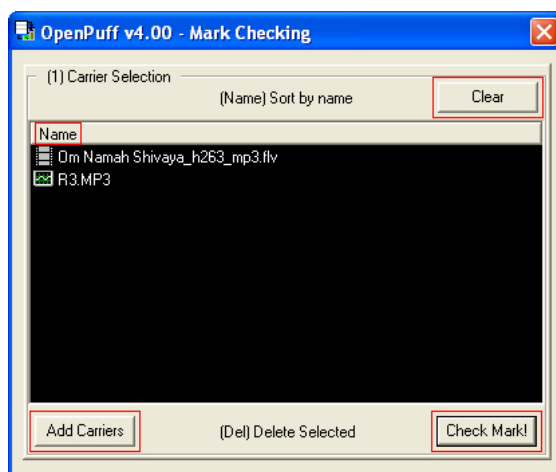 OpenPuff v4.00 - Mark Checking
(1) Carrier Selection
(Name) Sort by name
Clear
Name
Om Namah Shivaya_h263_mp3.flv
R3.MP3
Add Carriers
(Del) Delete Selected
Check Mark!